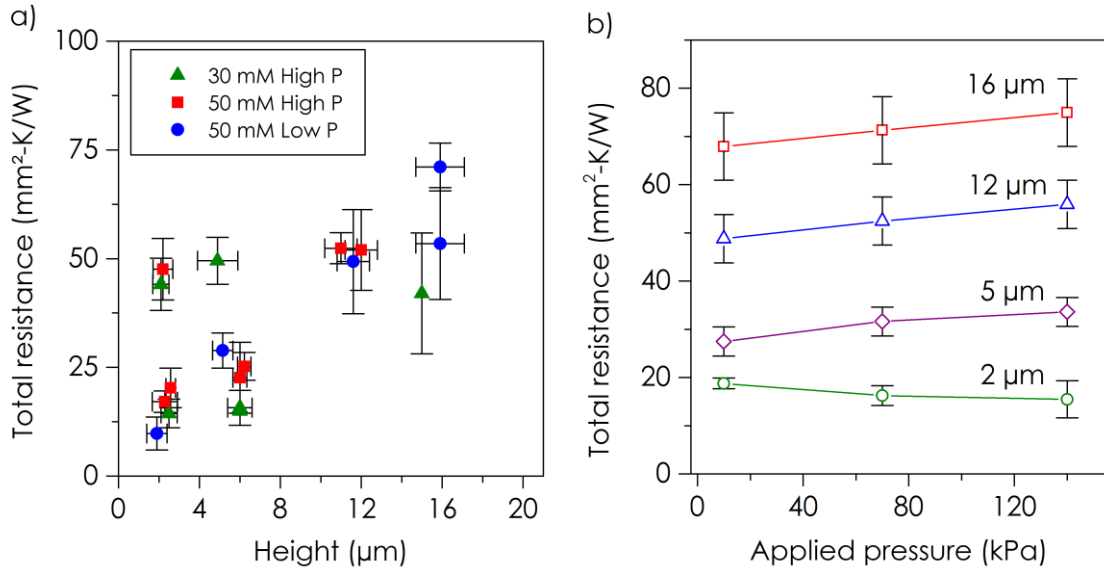 a)
Total resistance (mm²-K/W)
100
75
50
25
0
30 mM High P
50 mM High P
50 mM Low P
0
4
8
12
16
20
Height (µm)
b)
Total resistance (mm²-K/W)
80
60
40
20
0
16 µm
12 µm
5 µm
2 µm
0
40
80
120
Applied pressure (kPa)